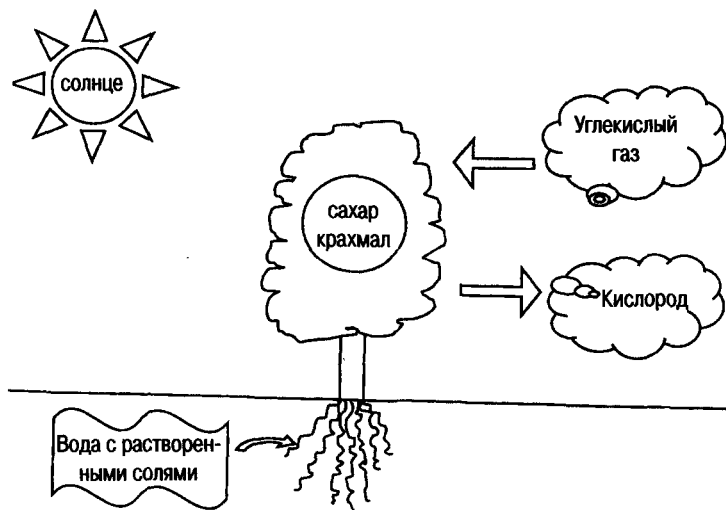 солнце
Углекислый
газ
сахар
крахмал
Кислород
Вода с растворен-
ными солями